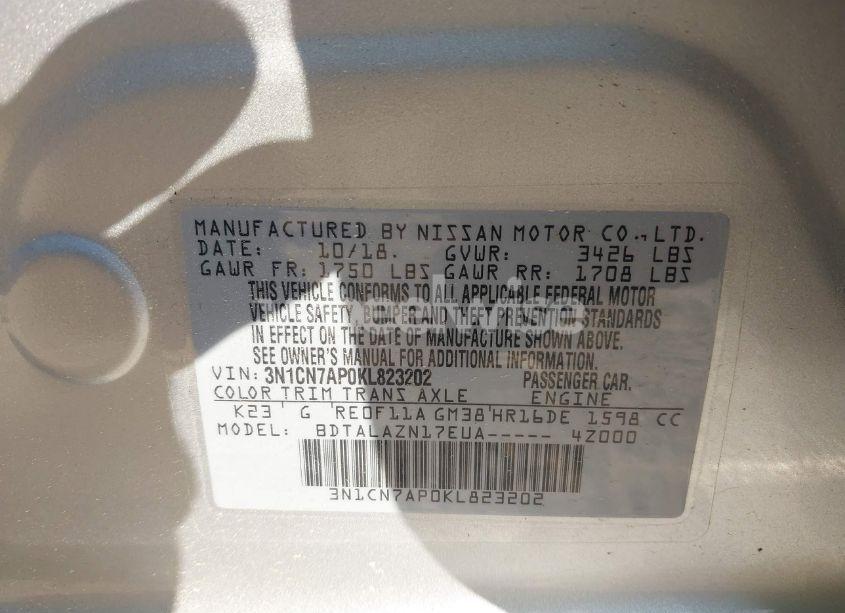 MANUFACTURED BY NISSAN MOTOR CO., LTD.
DATE: 10/18. GVWR: 3426 LBS
GAWR FR: 1750 LBS GAWR RR: 1708 LBS
THIS VEHICLE CONFORMS TO ALL APPLICABLE FEDERAL MOTOR
VEHICLE SAFETY, BUMPER AND THEFT PREVENTION STANDARDS
IN EFFECT ON THE DATE OF MANUFACTURE SHOWN ABOVE.
SEE OWNER'S MANUAL FOR ADDITIONAL INFORMATION.
VIN: 3N1CN7AP0KL823202 PASSENGER CAR.
COLOR TRIM TRANS AXLE ENGINE
K23 G RE0F11A GM38 HR16DE 1598 CC
MODEL: BDTALAZN17EUA----- 4Z000
3N1CN7AP0KL823202